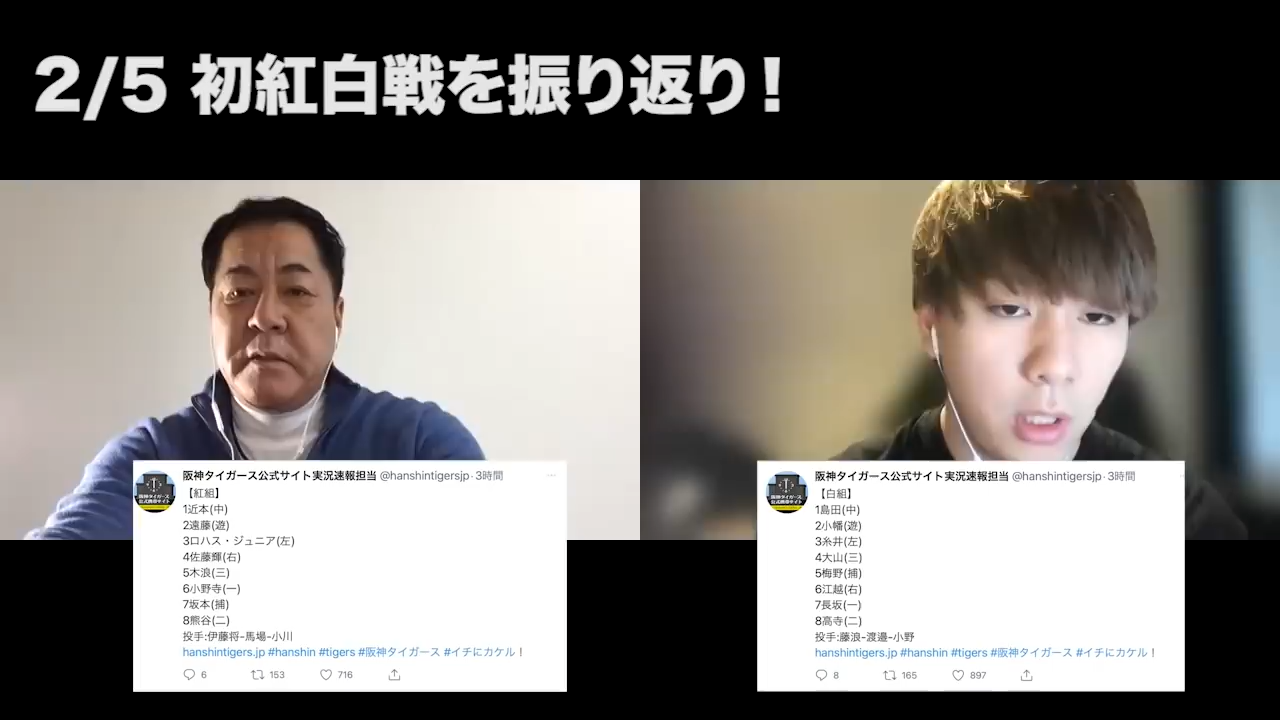 2/5 初紅白戦を振り返り!
阪神タイガース公式サイト実況速報担当 @hanshintigersjp・3時間
【紅組】
1近本(中)
2遠藤(遊)
3ロハス・ジュニア(左)
4佐藤輝(右)
5木浪(三)
6小野寺(一)
7坂本(捕)
8熊谷(二)
投手:伊藤将-馬場-小川
hanshintigers.jp #hanshin #tigers #阪神タイガース #イチにカケル!
6 153 716
阪神タイガース公式サイト実況速報担当 @hanshintigersjp・3時間
【白組】
1島田(中)
2小幡(遊)
3糸井(左)
4大山(三)
5梅野(捕)
6江越(右)
7長坂(一)
8高寺(二)
投手:藤浪-渡邉-小野
hanshintigers.jp #hanshin #tigers #阪神タイガース #イチにカケル!
8 165 897